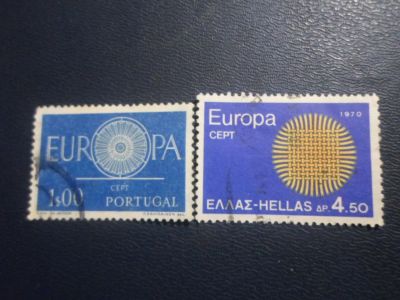 EUROPA
CEPT
1$00 PORTUGAL
Europa 1970
CEPT
ΕΛΛΑΣ-HELLAS ΔΡ. 4.50